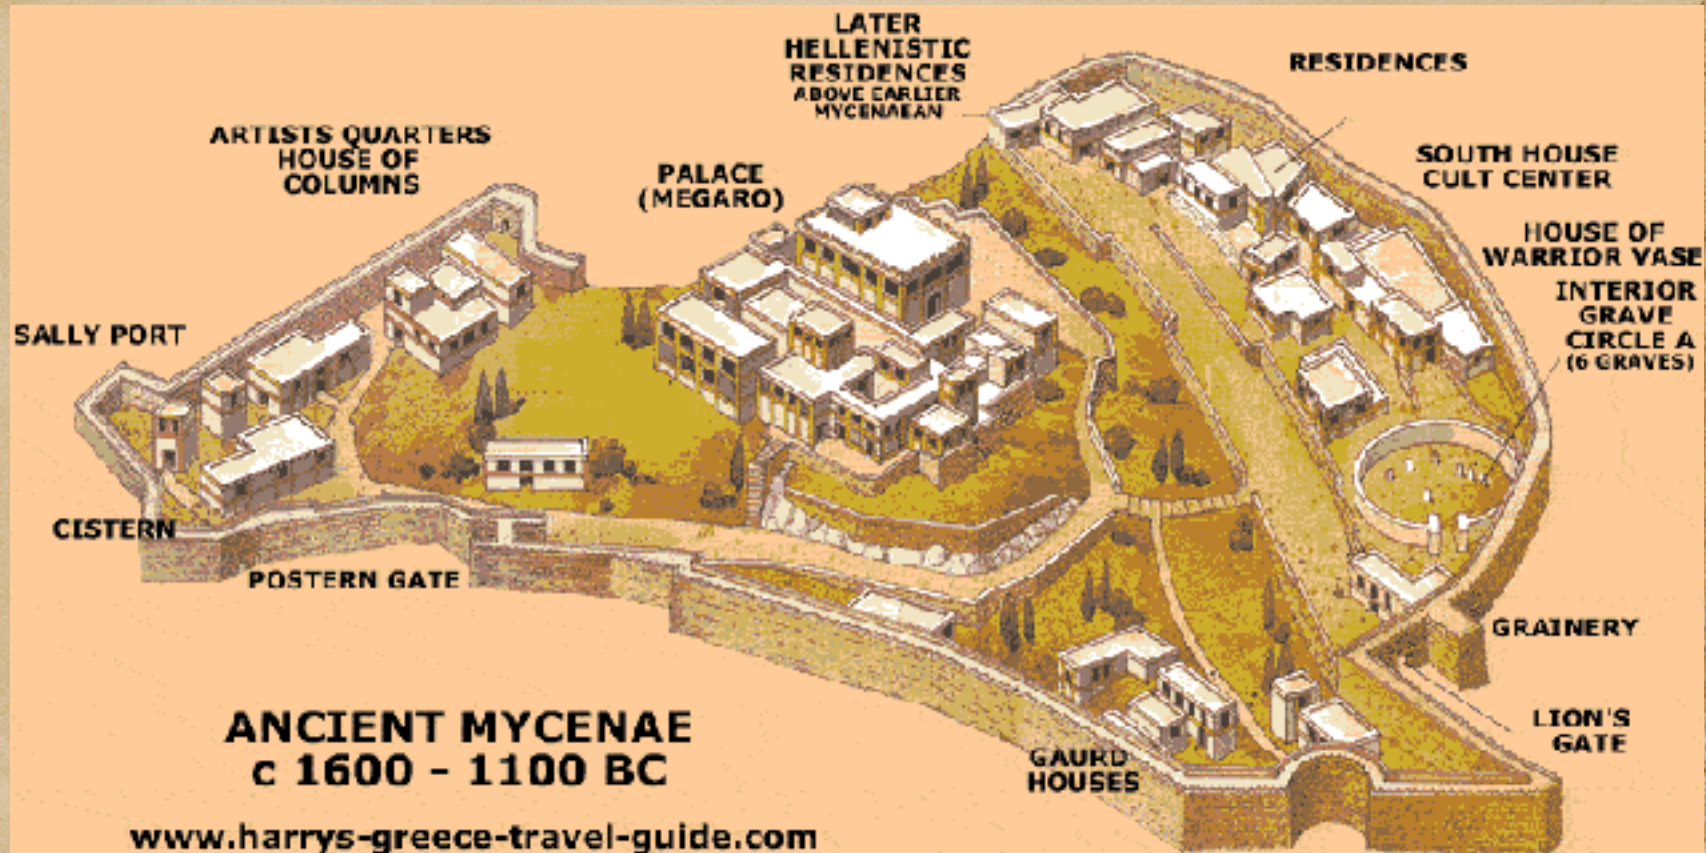 LATER
HELLENISTIC
RESIDENCES
ABOVE EARLIER
MYCENAEAN
RESIDENCES
ARTISTS QUARTERS
HOUSE OF
COLUMNS
PALACE
(MEGARO)
SOUTH HOUSE
CULT CENTER
HOUSE OF
WARRIOR VASE
INTERIOR
GRAVE
CIRCLE A
(6 GRAVES)
SALLY PORT
CISTERN
POSTERN GATE
GRAINERY
LION'S
GATE
GAURD
HOUSES
ANCIENT MYCENAE
c 1600 - 1100 BC
www.harrys-greece-travel-guide.com